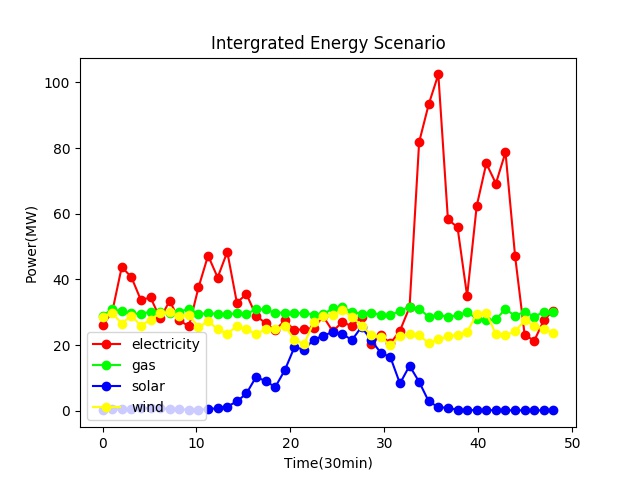 Intergrated Energy Scenario
Power(MW)
100
80
60
40
20
0
electricity
gas
solar
wind
0 10 20 30 40 50
Time(30min)